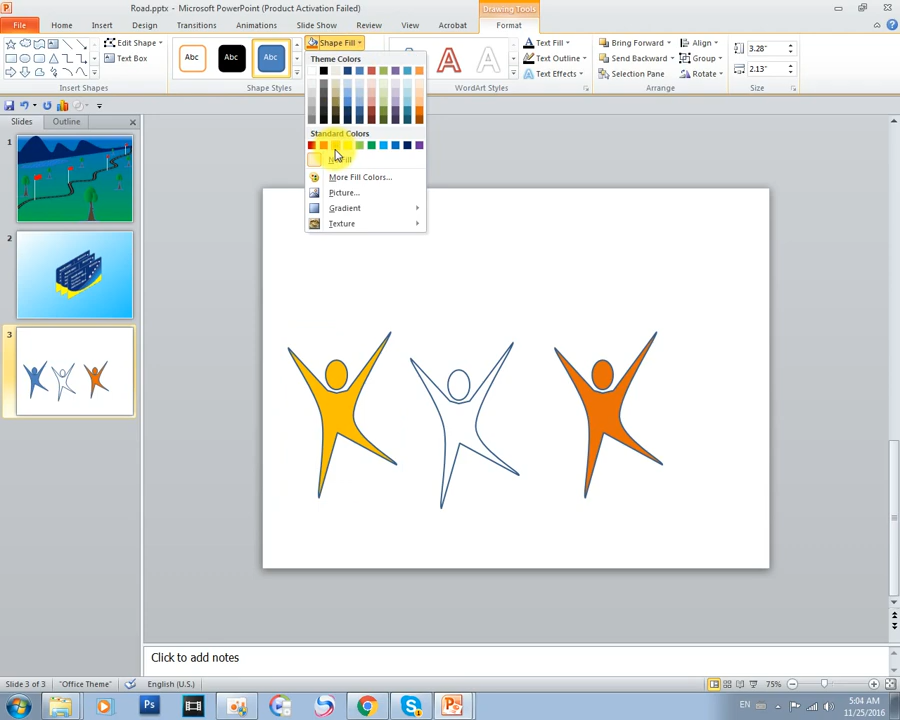 Road.pptx - PowerPoint (Product Activation Failed)
Drawing Tools
File Home Insert Design Transitions Animations Slide Show Review View Acrobat Format
Edit Shape
Text Box
Insert Shapes
Abc Abc Abc
Shape Styles
Shape Fill
Theme Colors
Standard Colors
More Fill Colors...
Picture...
Gradient
Texture
A A
WordArt Styles
Text Fill
Text Outline
Text Effects
Bring Forward
Send Backward
Selection Pane
Align
Group
Rotate
Arrange
3.28"
2.13"
Size
Slides Outline
1
2
3
Click to add notes
Slide 3 of 3
"Office Theme"
English (U.S.)
75%
Ps
EN
5:04 AM
11/25/2016